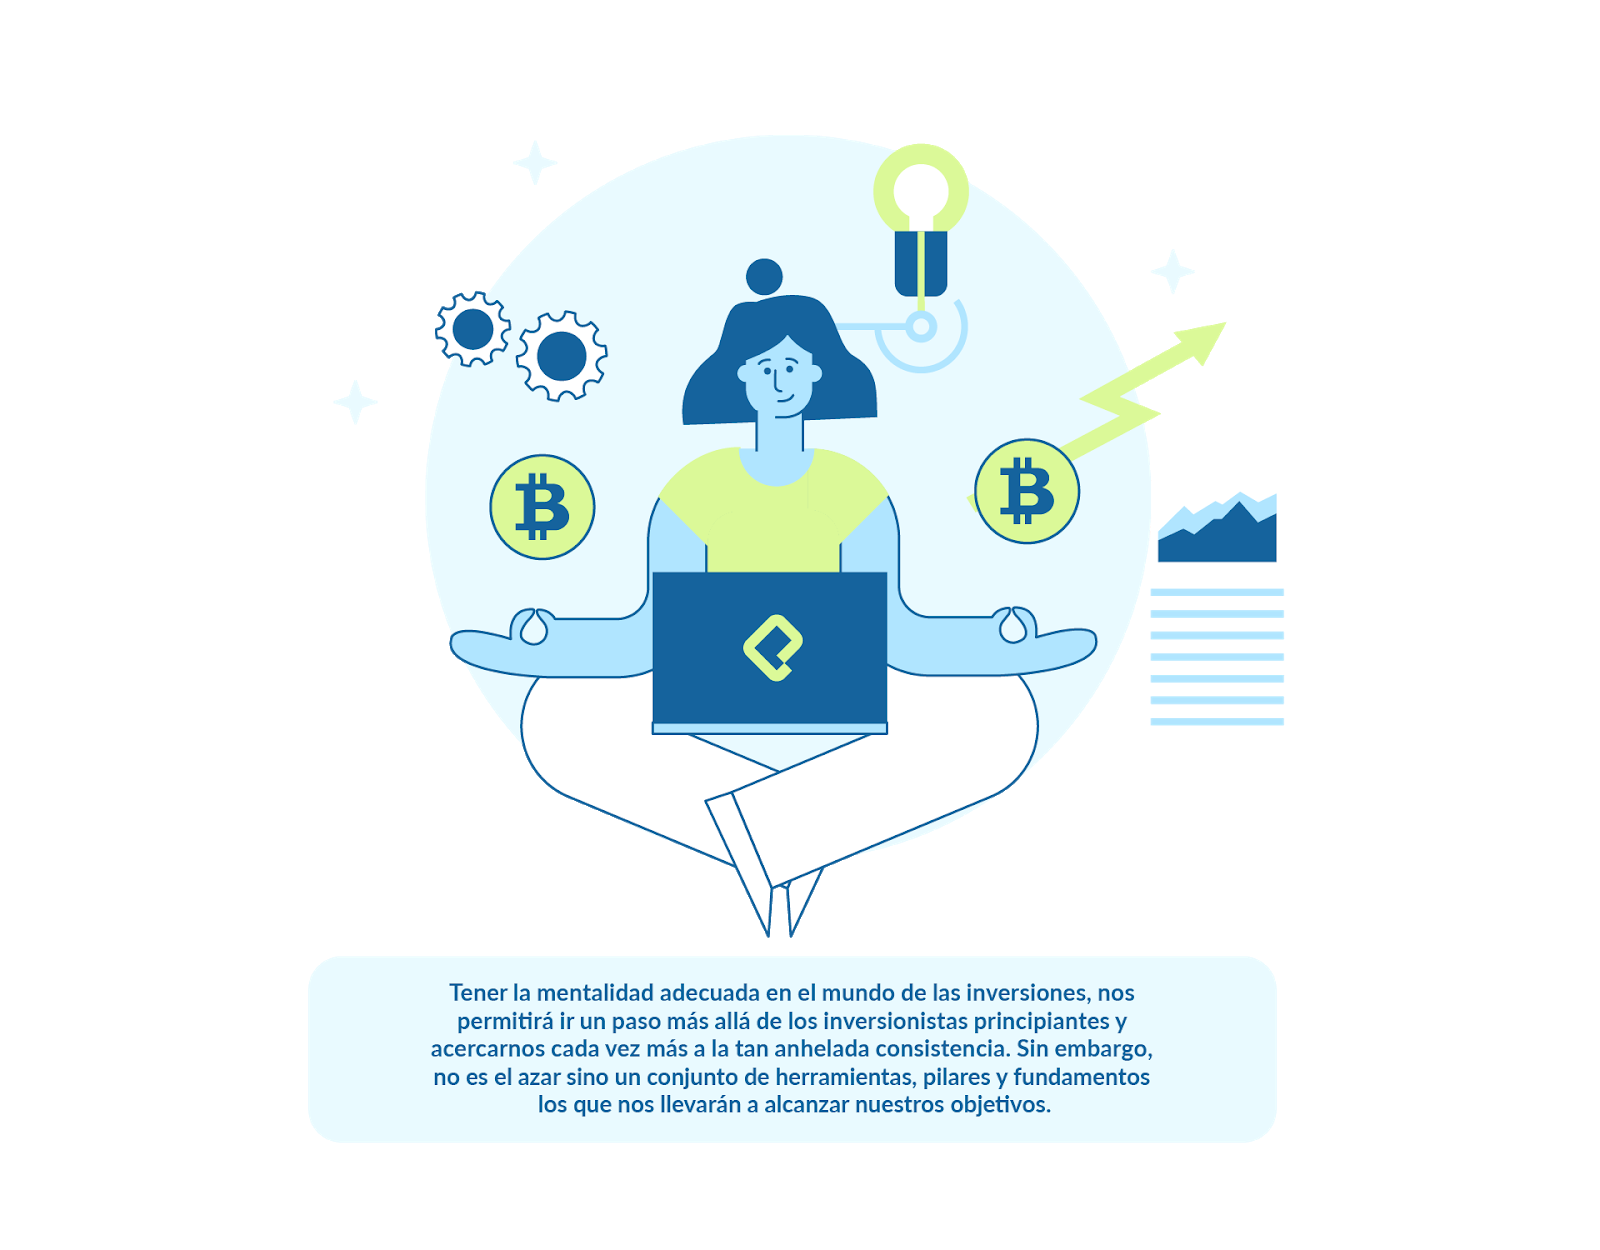 Tener la mentalidad adecuada en el mundo de las inversiones, nos
permitirá ir un paso más allá de los inversionistas principiantes y
acercarnos cada vez más a la tan anhelada consistencia. Sin embargo,
no es el azar sino un conjunto de herramientas, pilares y fundamentos
los que nos llevarán a alcanzar nuestros objetivos.